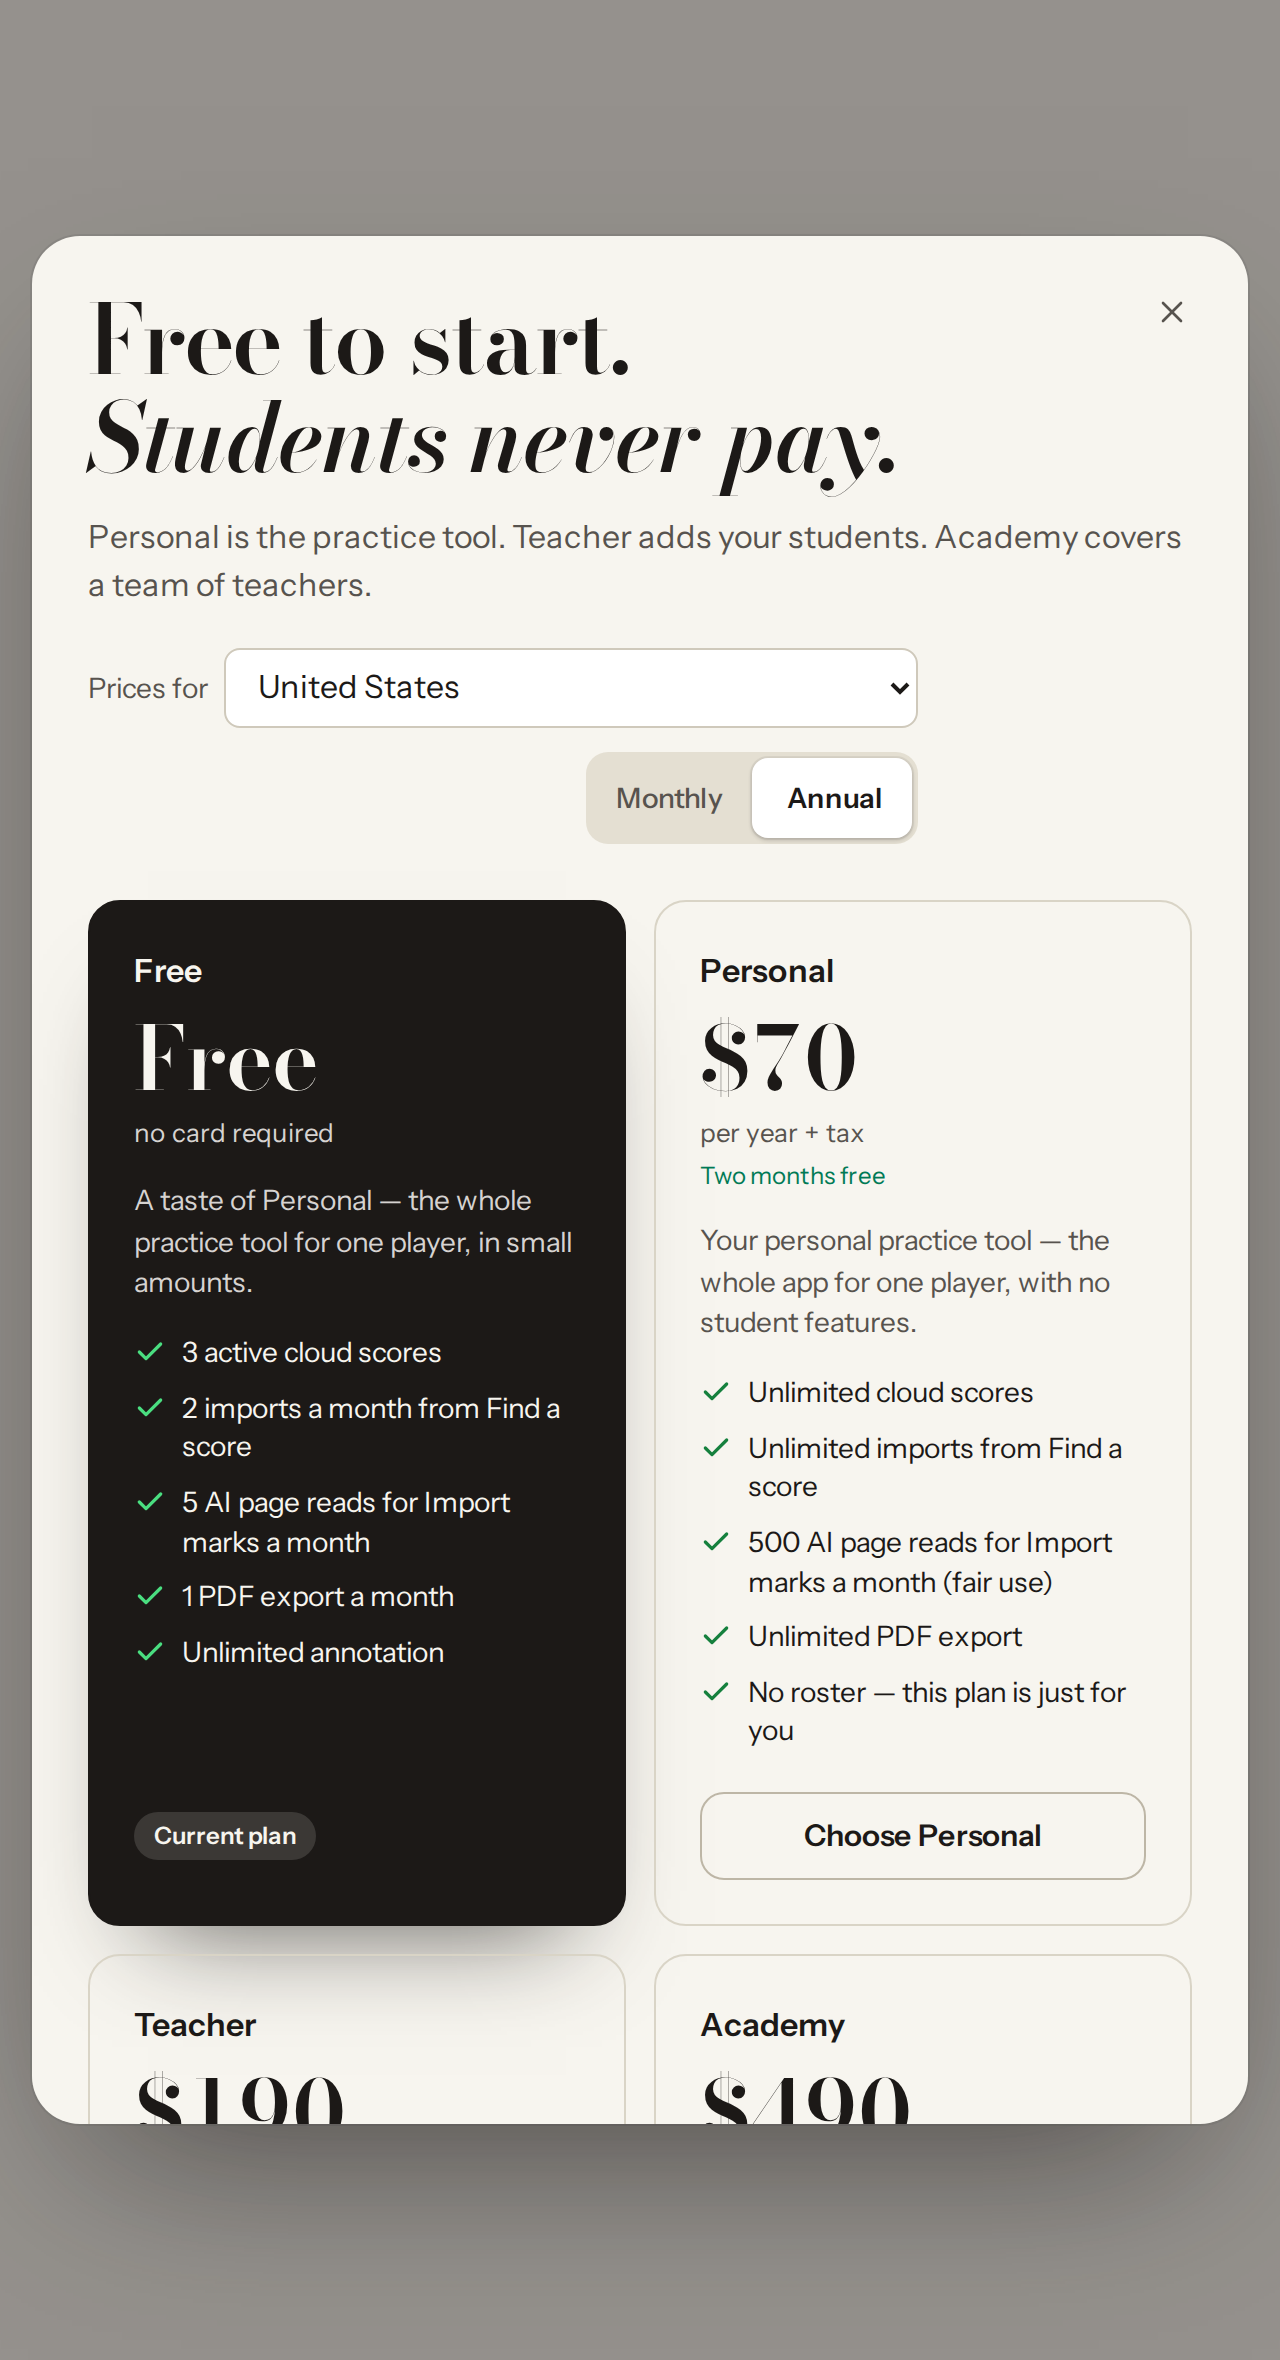 Free to start.
Students never pay.
Personal is the practice tool. Teacher adds your students. Academy covers
a team of teachers.
Prices for
United States
Monthly
Annual
Free
Free
no card required
A taste of Personal — the whole
practice tool for one player, in small
amounts.
3 active cloud scores
2 imports a month from Find a
score
5 AI page reads for Import
marks a month
1 PDF export a month
Unlimited annotation
Current plan
Personal
$70
per year + tax
Two months free
Your personal practice tool — the
whole app for one player, with no
student features.
Unlimited cloud scores
Unlimited imports from Find a
score
500 AI page reads for Import
marks a month (fair use)
Unlimited PDF export
No roster — this plan is just for
you
Choose Personal
Teacher
$190
Academy
$490